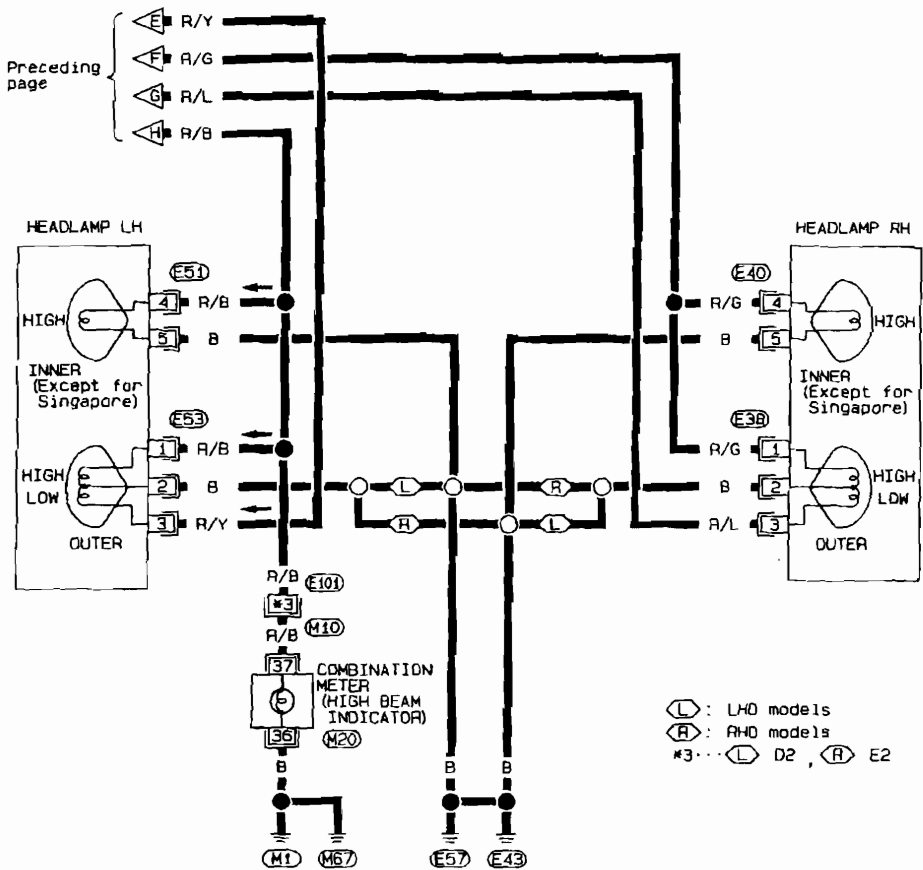 E R/Y
F R/G
Preceding
page
G R/L
H R/B
HEADLAMP LH
HEADLAMP RH
E51
E40
4 R/B
R/G 4
HIGH
HIGH
5 B
B 5
INNER
(Except for
Singapore)
INNER
(Except for
Singapore)
E53
E38
1 R/B
R/G 1
HIGH
LOW
2 B
L
R
B 2
HIGH
LOW
3 R/Y
R
L
R/L 3
OUTER
OUTER
R/B
E101
*3
R/B
M10
37
COMBINATION
METER
(HIGH BEAM
INDICATOR)
36
M20
L : LHD models
R : RHD models
*3... L D2 , R E2
B
B
B
M1
M67
E57
E43